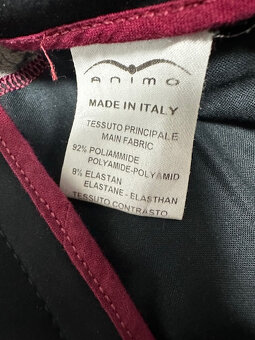 ANIMO
MADE IN ITALY
TESSUTO PRINCIPALE
MAIN FABRIC
92% POLIAMMIDE
POLYAMIDE-POLYAMID
8% ELASTAN
ELASTANE - ELASTHAN
TESSUTO CONTRASTO